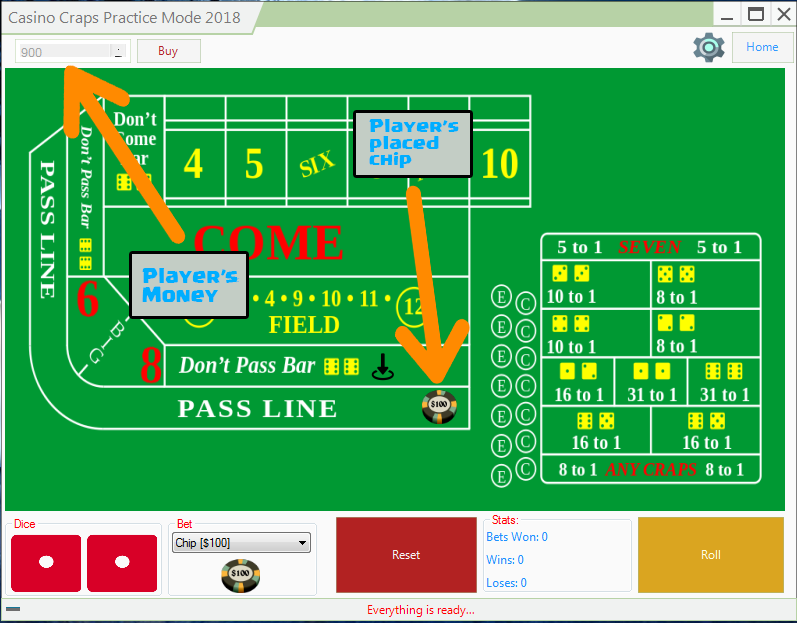 Casino Craps Practice Mode 2018
900
Buy
Home
Don't
Come
Bar
4
5
SIX
10
Player's
placed
chip
Don't Pass Bar
PASS LINE
COME
Player's
Money
6
• 4 • 9 • 10 • 11 •
12
FIELD
BIG
8
Don't Pass Bar
PASS LINE
$100
5 to 1 SEVEN 5 to 1
10 to 1
8 to 1
10 to 1
8 to 1
16 to 1
31 to 1
31 to 1
16 to 1
16 to 1
8 to 1 ANY CRAPS 8 to 1
E C
E C
E C
E C
E C
E C
E C
Dice
Bet
Chip [$100]
$100
Reset
Stats:
Bets Won: 0
Wins: 0
Loses: 0
Roll
Everything is ready...